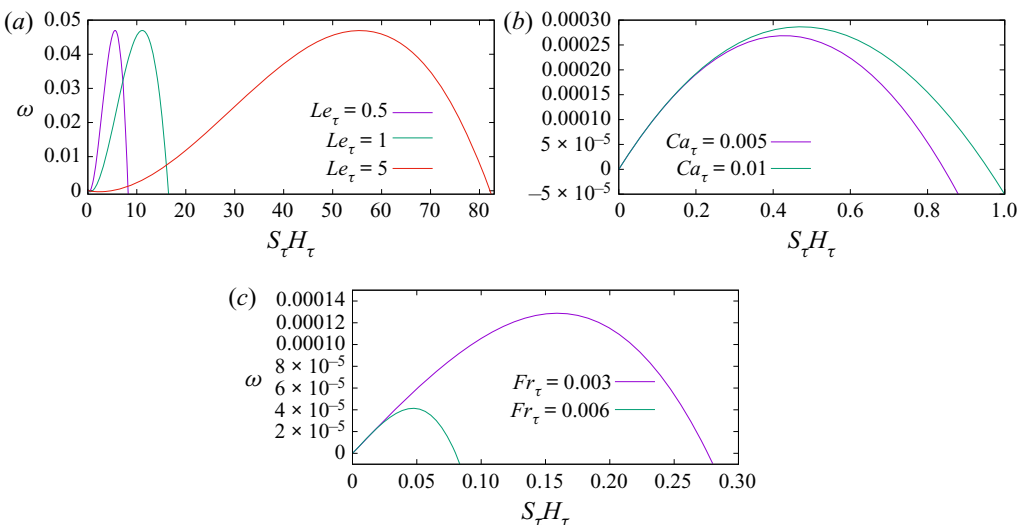 (a)
0.05
0.04
0.03
0.02
0.01
0
ω
Le_τ = 0.5
Le_τ = 1
Le_τ = 5
0 10 20 30 40 50 60 70 80
S_τH_τ
(b)
0.00030
0.00025
0.00020
0.00015
0.00010
5 × 10⁻⁵
0
−5 × 10⁻⁵
Ca_τ = 0.005
Ca_τ = 0.01
0 0.2 0.4 0.6 0.8 1.0
S_τH_τ
(c)
0.00014
0.00012
0.00010
8 × 10⁻⁵
6 × 10⁻⁵
4 × 10⁻⁵
2 × 10⁻⁵
0
ω
Fr_τ = 0.003
Fr_τ = 0.006
0 0.05 0.10 0.15 0.20 0.25 0.30
S_τH_τ